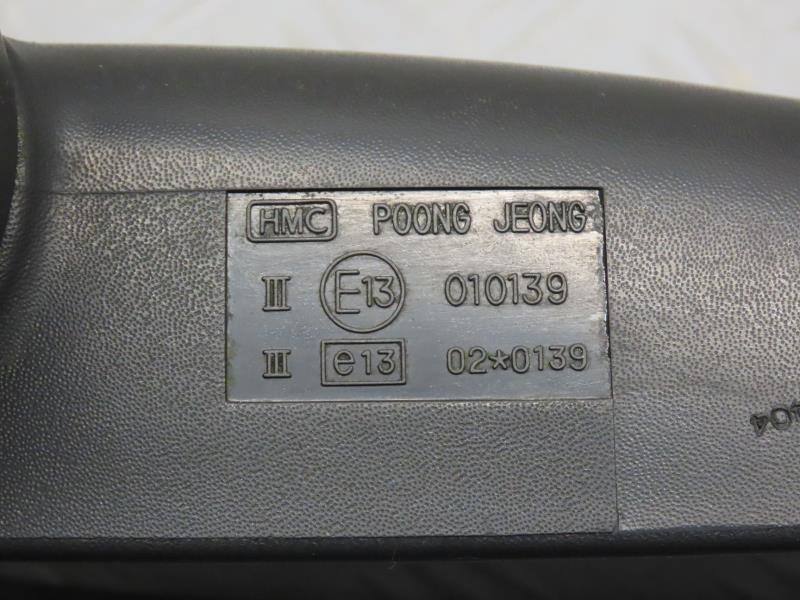 HMC POONG JEONG
III E13 010139
III e13 02*0139